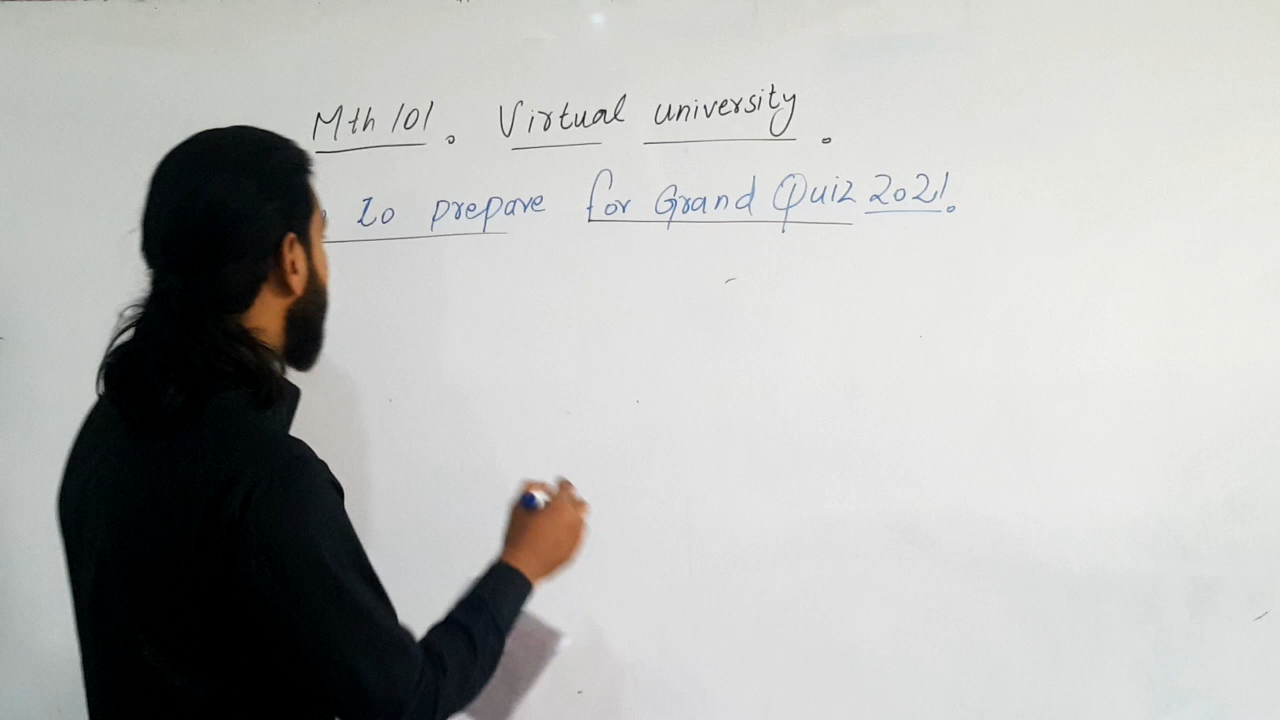 Mth 101. Virtual university.
to prepare for Grand Quiz 2021.